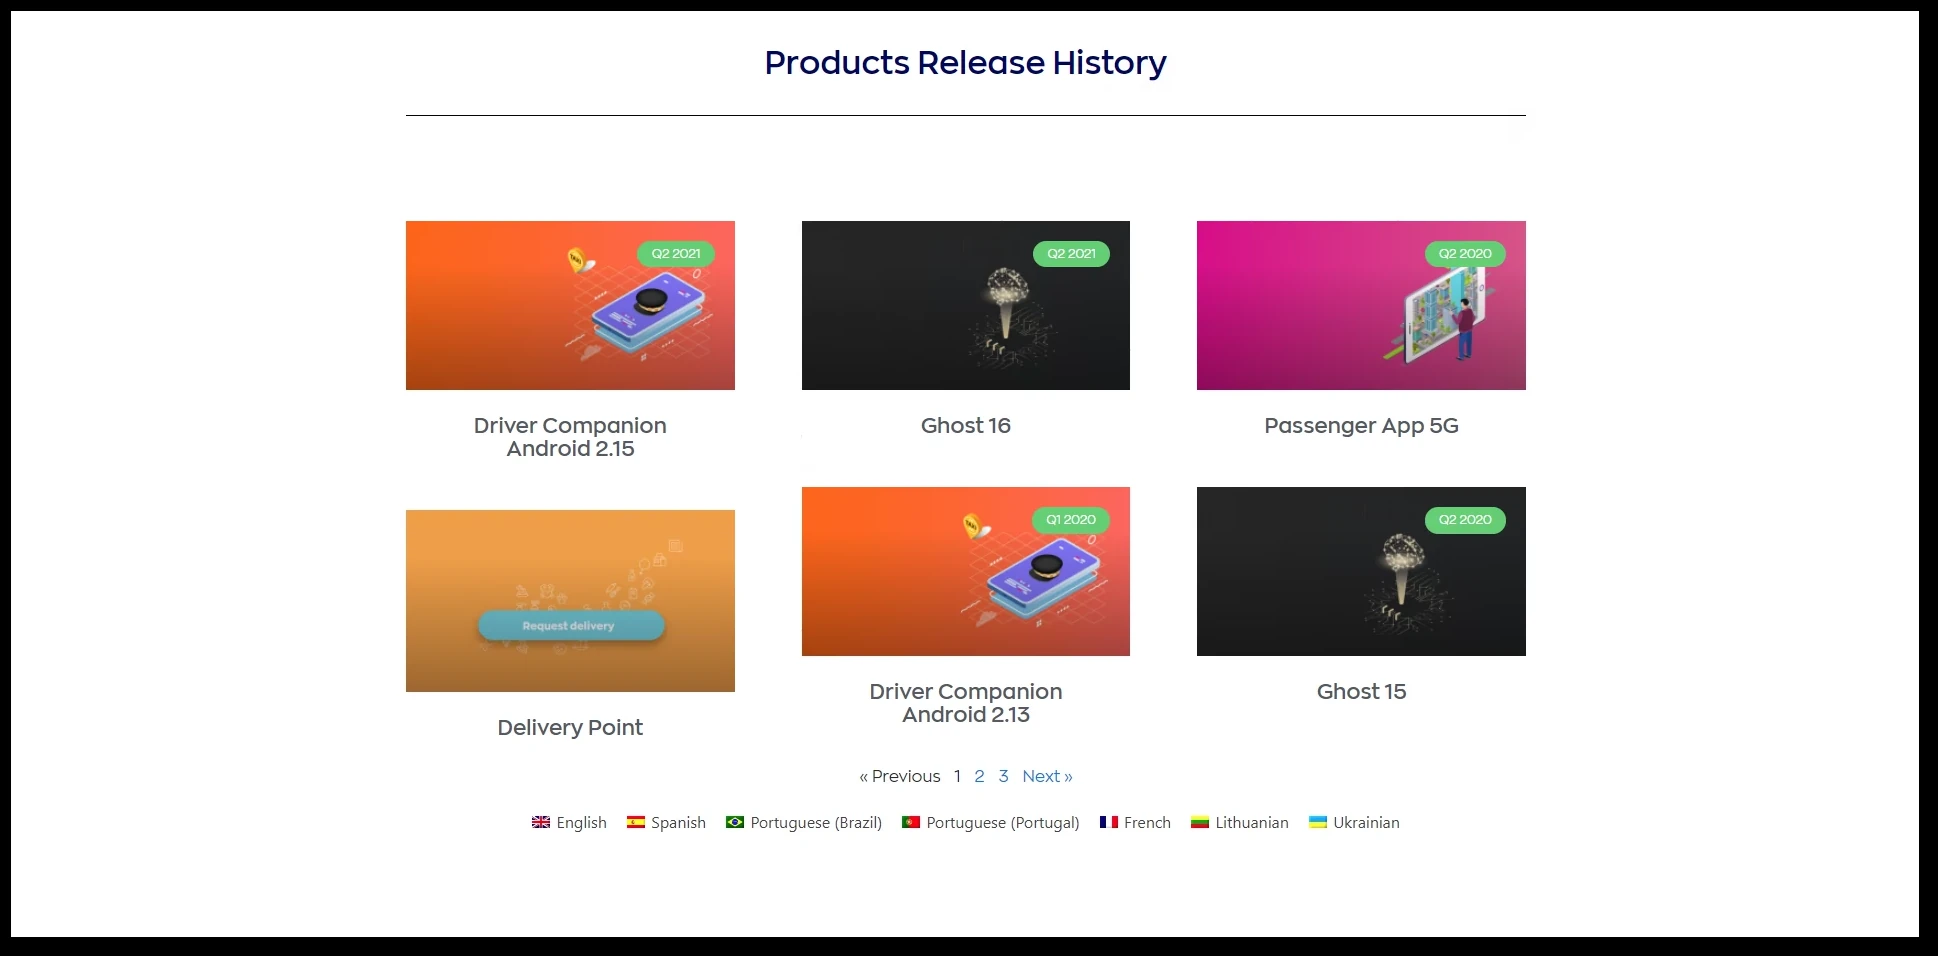 Products Release History
Q2 2021
Driver Companion
Android 2.15
Q2 2021
Ghost 16
Q2 2020
Passenger App 5G
Request delivery
Delivery Point
Q1 2020
TAXI
Driver Companion
Android 2.13
Q2 2020
Ghost 15
« Previous 1 2 3 Next »
English Spanish Portuguese (Brazil) Portuguese (Portugal) French Lithuanian Ukrainian